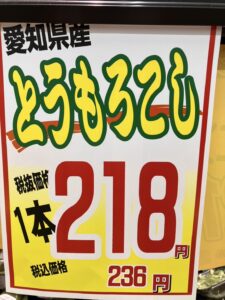 愛知県産
とうもろこし
税抜価格
1本 218円
税込価格 236円